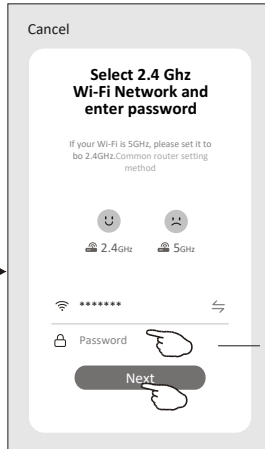 Cancel
Select 2.4 Ghz
Wi-Fi Network and
enter password
If your Wi-Fi is 5GHz, please set it to
bo 2.4GHz.Common router setting
method
2.4GHz 5GHz
*******
Password
Next